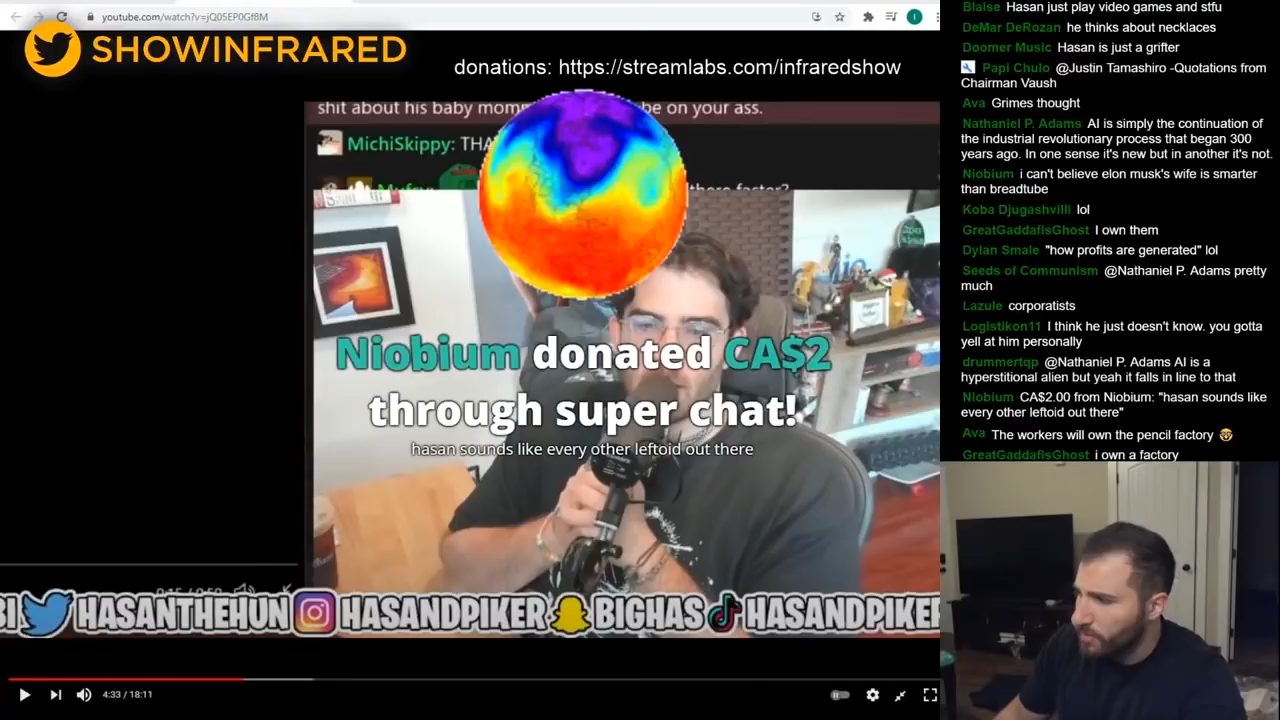 youtube.com/watch?v=jQ05EP0Gf8M
SHOWINFRARED
donations: https://streamlabs.com/infraredshow
shit about his baby be on your ass.
MichiSkippy:
there faster?
Niobium donated CA$2
through super chat!
hasan sounds like every other leftoid out there
HASANTHEHUN HASANDPIKER BIGHAS HASANDPIKER
4:33 / 18:11
Blaise Hasan just play video games and stfu
DeMar DeRozan he thinks about necklaces
Doomer Music Hasan is just a grifter
Papi Chulo @Justin Tamashiro -Quotations from
Chairman Vaush
Ava Grimes thought
Nathaniel P. Adams AI is simply the continuation of
the industrial revolutionary process that began 300
years ago. In one sense it's new but in another it's not.
Niobium i can't believe elon musk's wife is smarter
than breadtube
Koba Djugashvilli lol
GreatGaddafisGhost I own them
Dylan Smale "how profits are generated" lol
Seeds of Communism @Nathaniel P. Adams pretty
much
Lazule corporatists
Logistikon11 I think he just doesn't know. you gotta
yell at him personally
drummertqp @Nathaniel P. Adams AI is a
hyperstitional alien but yeah it falls in line to that
Niobium CA$2.00 from Niobium: "hasan sounds like
every other leftoid out there"
Ava The workers will own the pencil factory 🤓
GreatGaddafisGhost i own a factory